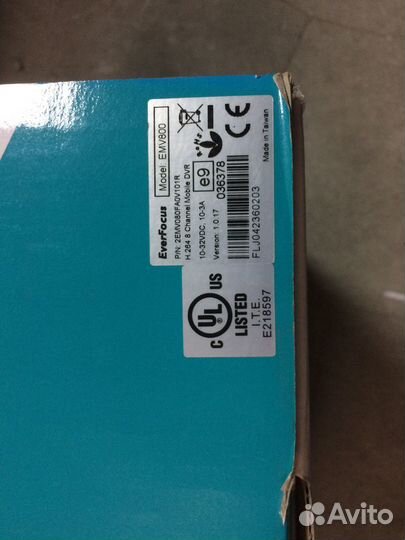 EverFocus
Model: EMV800
P/N: 2EMV080FA0V101R
H.264 8 Channel Mobile DVR
10-32VDC, 10-3A
Version: 1.0.17
e9
036378
FLJ042360203
CE
Made in Taiwan
C UL US
LISTED
I.T.E.
E218597
Avito